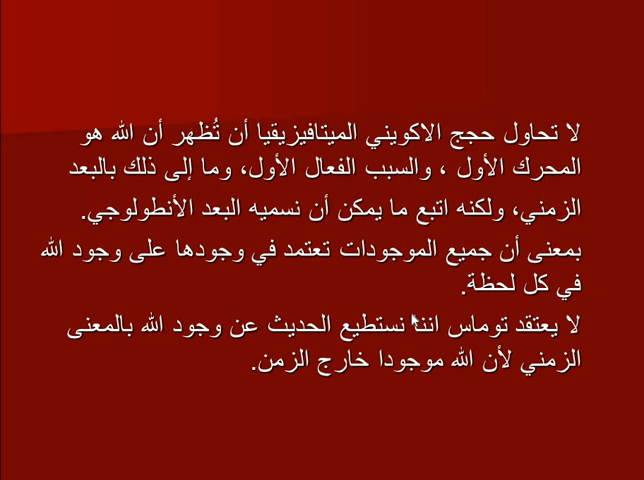 لا تحاول حجج الاكويني الميتافيزيقيا أن تُظهر أن الله هو
المحرك الأول ، والسبب الفعال الأول، وما إلى ذلك بالبعد
الزمني، ولكنه اتبع ما يمكن أن نسميه البعد الأنطولوجي.
بمعنى أن جميع الموجودات تعتمد في وجودها على وجود الله
في كل لحظة.
لا يعتقد توماس اننا نستطيع الحديث عن وجود الله بالمعنى
الزمني لأن الله موجودا خارج الزمن.